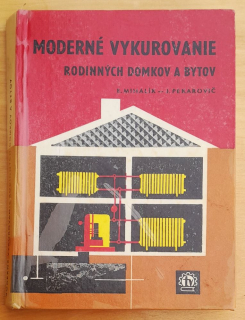 MODERNÉ VYKUROVANIE
RODINNÝCH DOMKOV A BYTOV